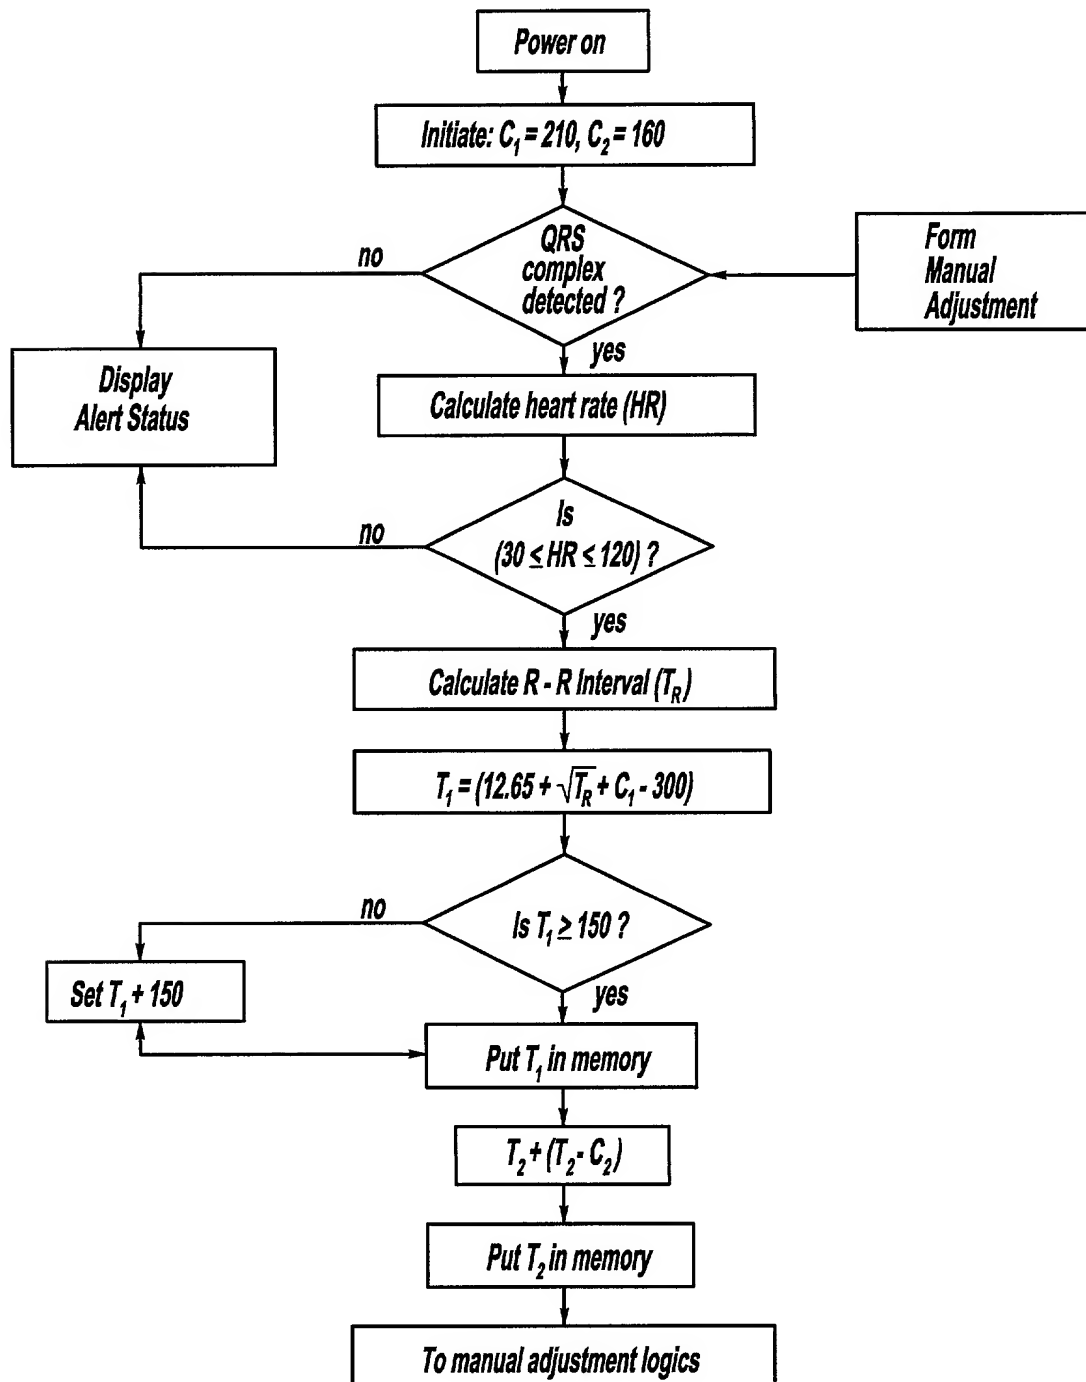 Power on
Initiate: C₁ = 210, C₂ = 160
QRS
complex
detected ?
no
Form
Manual
Adjustment
yes
Display
Alert Status
Calculate heart rate (HR)
Is
(30 ≤ HR ≤ 120) ?
no
yes
Calculate R - R Interval (T_R)
T₁ = (12.65 + √T_R + C₁ - 300)
no
Is T₁ ≥ 150 ?
yes
Set T₁ + 150
Put T₁ in memory
T₂ + (T₂ - C₂)
Put T₂ in memory
To manual adjustment logics